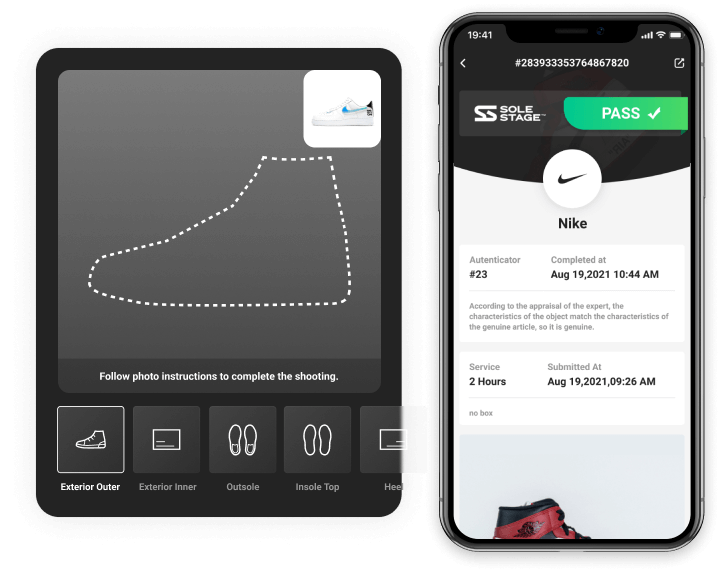 Follow photo instructions to complete the shooting.
Exterior Outer
Exterior Inner
Outsole
Insole Top
Heel
19:41
#283933353764867820
SOLE
STAGE™
PASS
Nike
Autenticator
Completed at
#23
Aug 19,2021 10:44 AM
According to the appraisal of the expert, the
characteristics of the object match the characteristics of
the genuine article, so it is genuine.
Service
Submitted At
2 Hours
Aug 19,2021,09:26 AM
no box